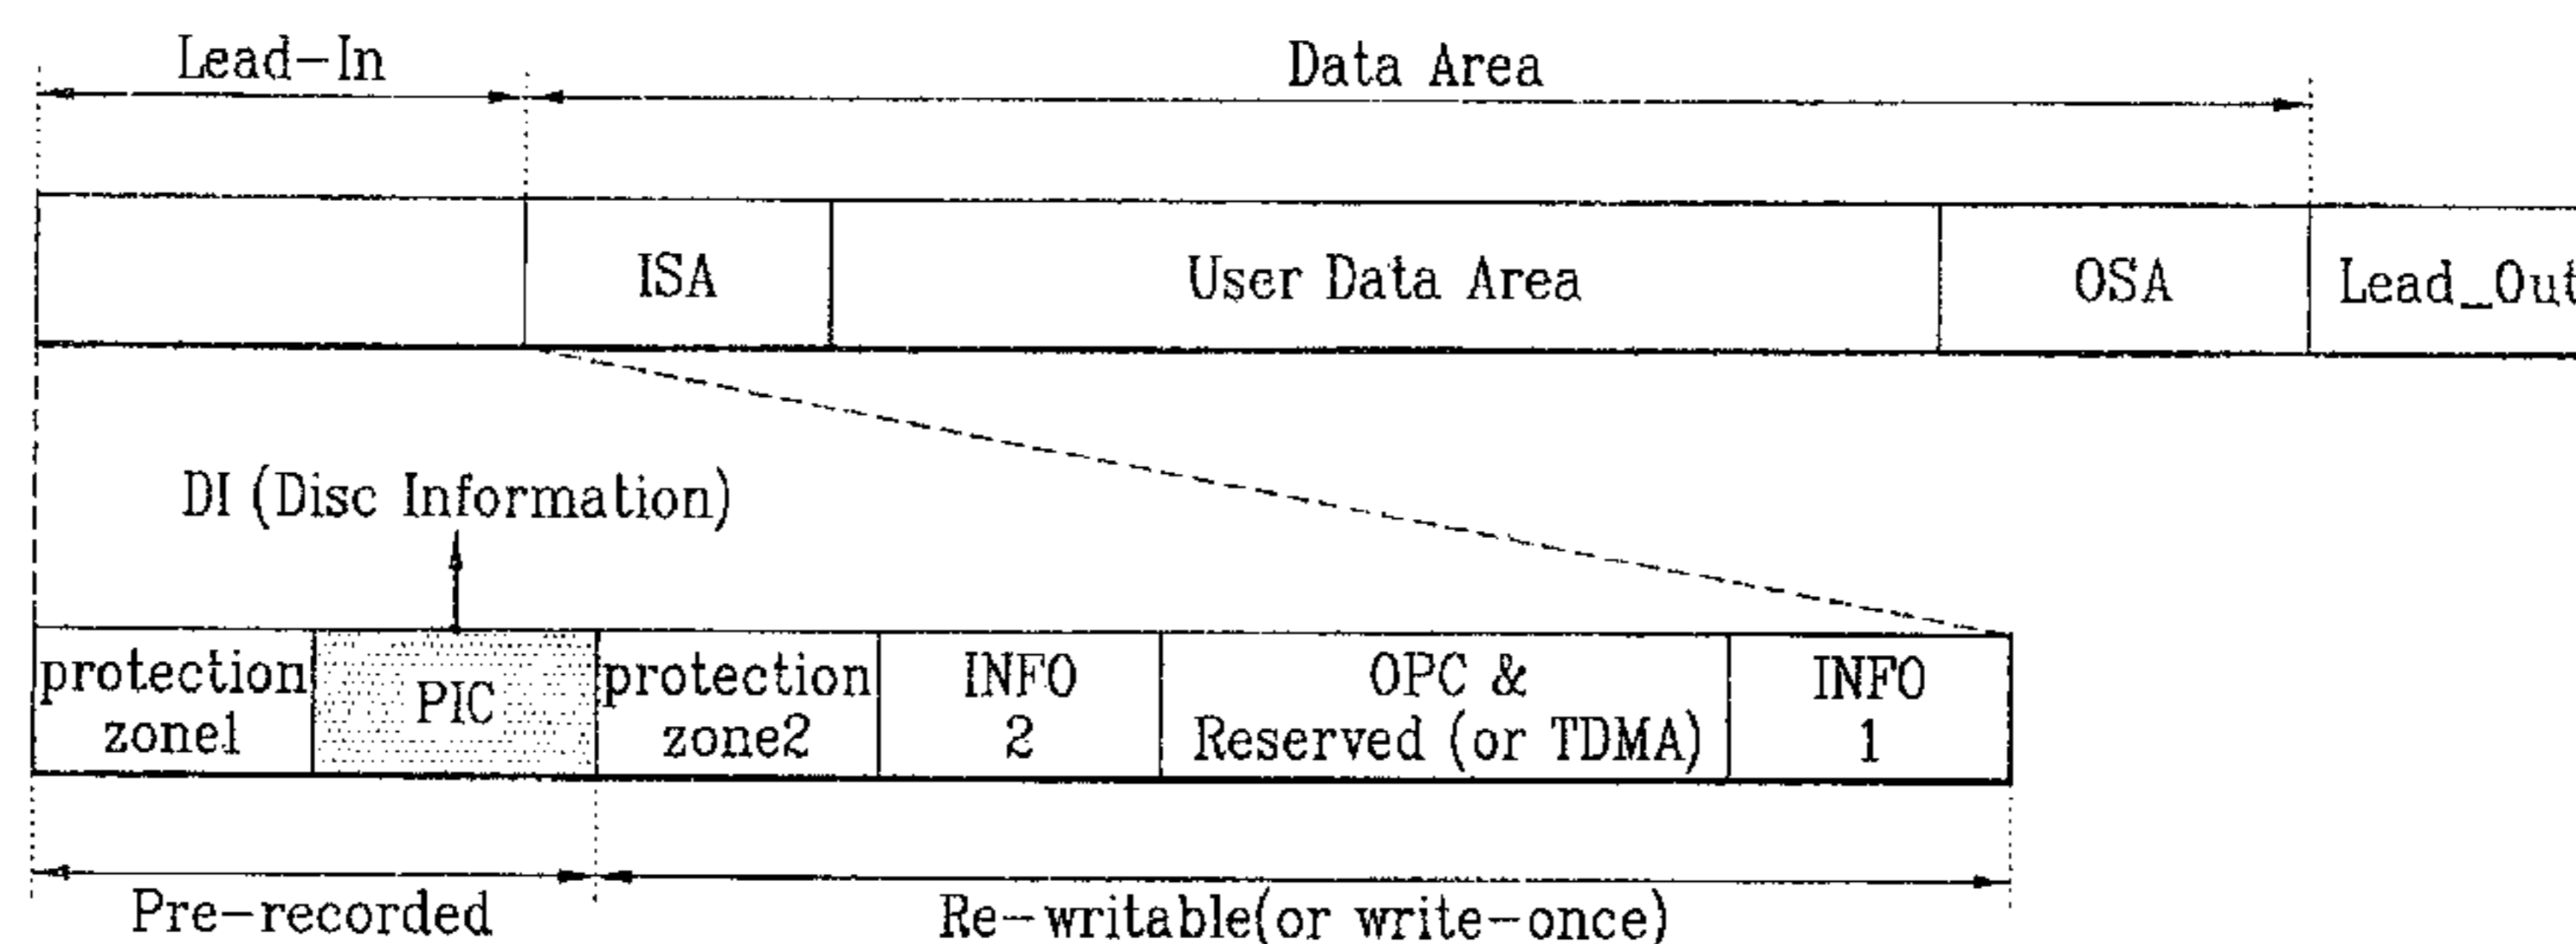 Lead-In
Data Area
ISA
User Data Area
OSA
Lead_Out
DI (Disc Information)
protection
zone1
PIC
protection
zone2
INFO
2
OPC &
Reserved (or TDMA)
INFO
1
Pre-recorded
Re-writable(or write-once)